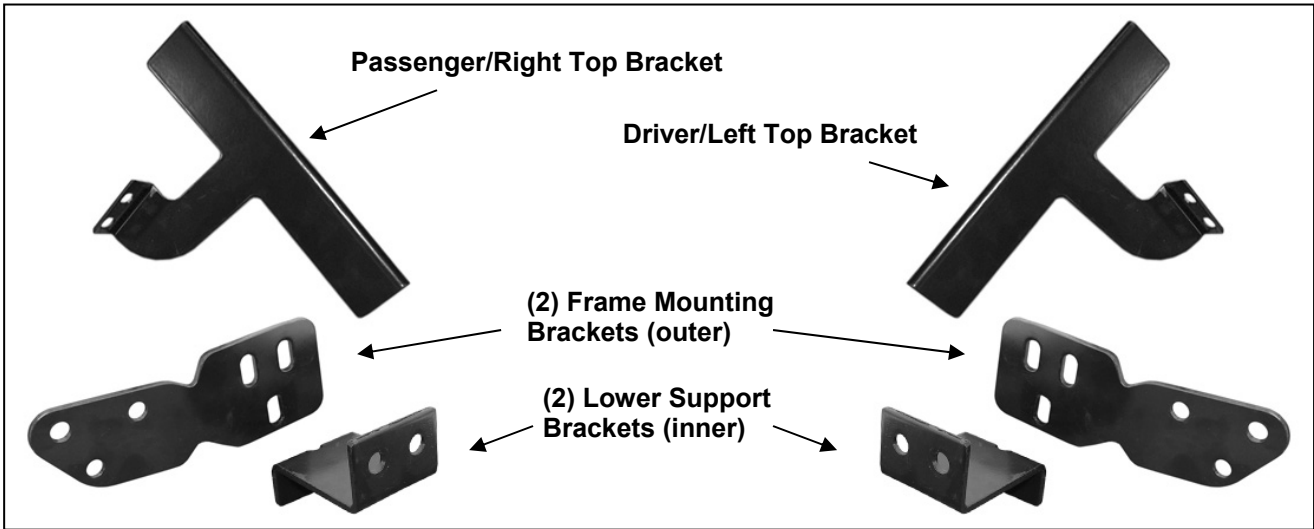 Passenger/Right Top Bracket
Driver/Left Top Bracket
(2) Frame Mounting
Brackets (outer)
(2) Lower Support
Brackets (inner)